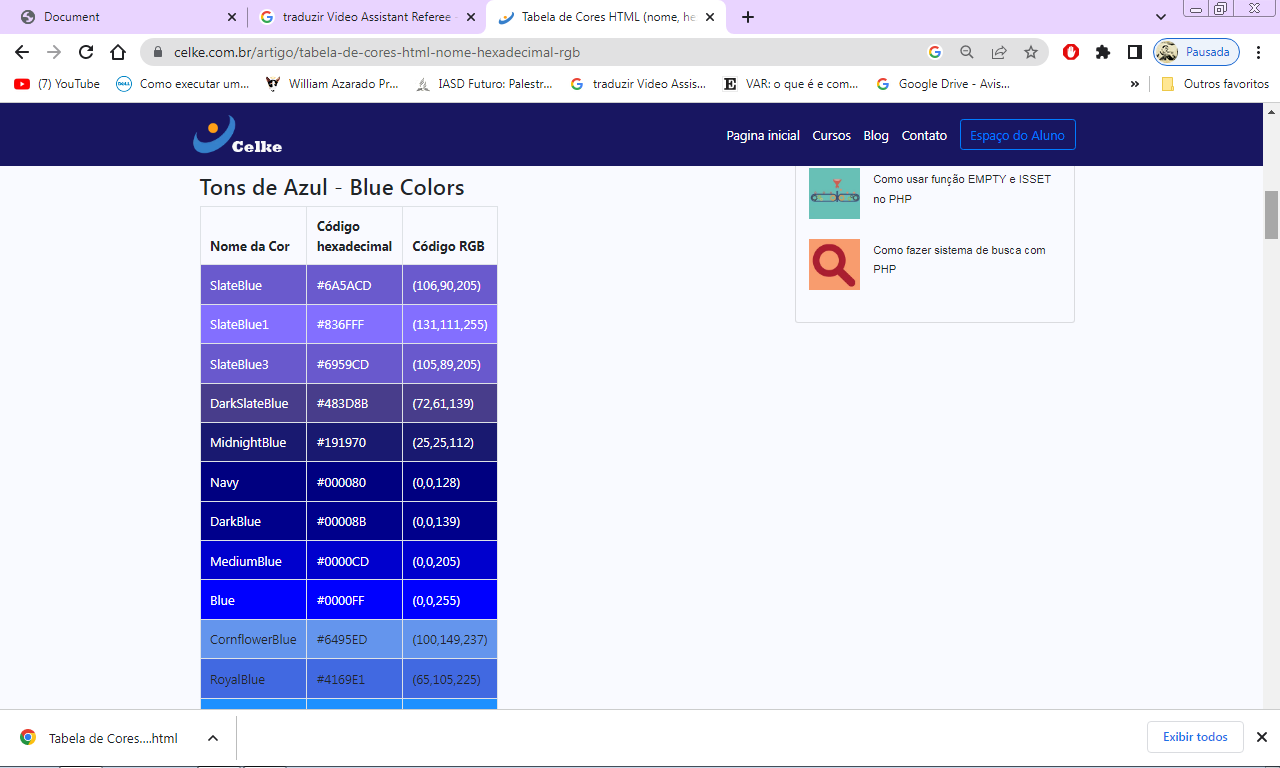 Document
traduzir Video Assistant Referee -
Tabela de Cores HTML (nome, he
celke.com.br/artigo/tabela-de-cores-html-nome-hexadecimal-rgb
Pausada
(7) YouTube
Como executar um...
William Azarado Pr...
IASD Futuro: Palestr...
traduzir Video Assis...
VAR: o que é e com...
Google Drive - Avis...
»
Outros favoritos
Celke
Pagina inicial
Cursos
Blog
Contato
Espaço do Aluno
Tons de Azul - Blue Colors
Nome da Cor
Código
hexadecimal
Código RGB
SlateBlue #6A5ACD (106,90,205)
SlateBlue1 #836FFF (131,111,255)
SlateBlue3 #6959CD (105,89,205)
DarkSlateBlue #483D8B (72,61,139)
MidnightBlue #191970 (25,25,112)
Navy #000080 (0,0,128)
DarkBlue #00008B (0,0,139)
MediumBlue #0000CD (0,0,205)
Blue #0000FF (0,0,255)
CornflowerBlue #6495ED (100,149,237)
RoyalBlue #4169E1 (65,105,225)
Como usar função EMPTY e ISSET
no PHP
Como fazer sistema de busca com
PHP
Tabela de Cores....html
Exibir todos